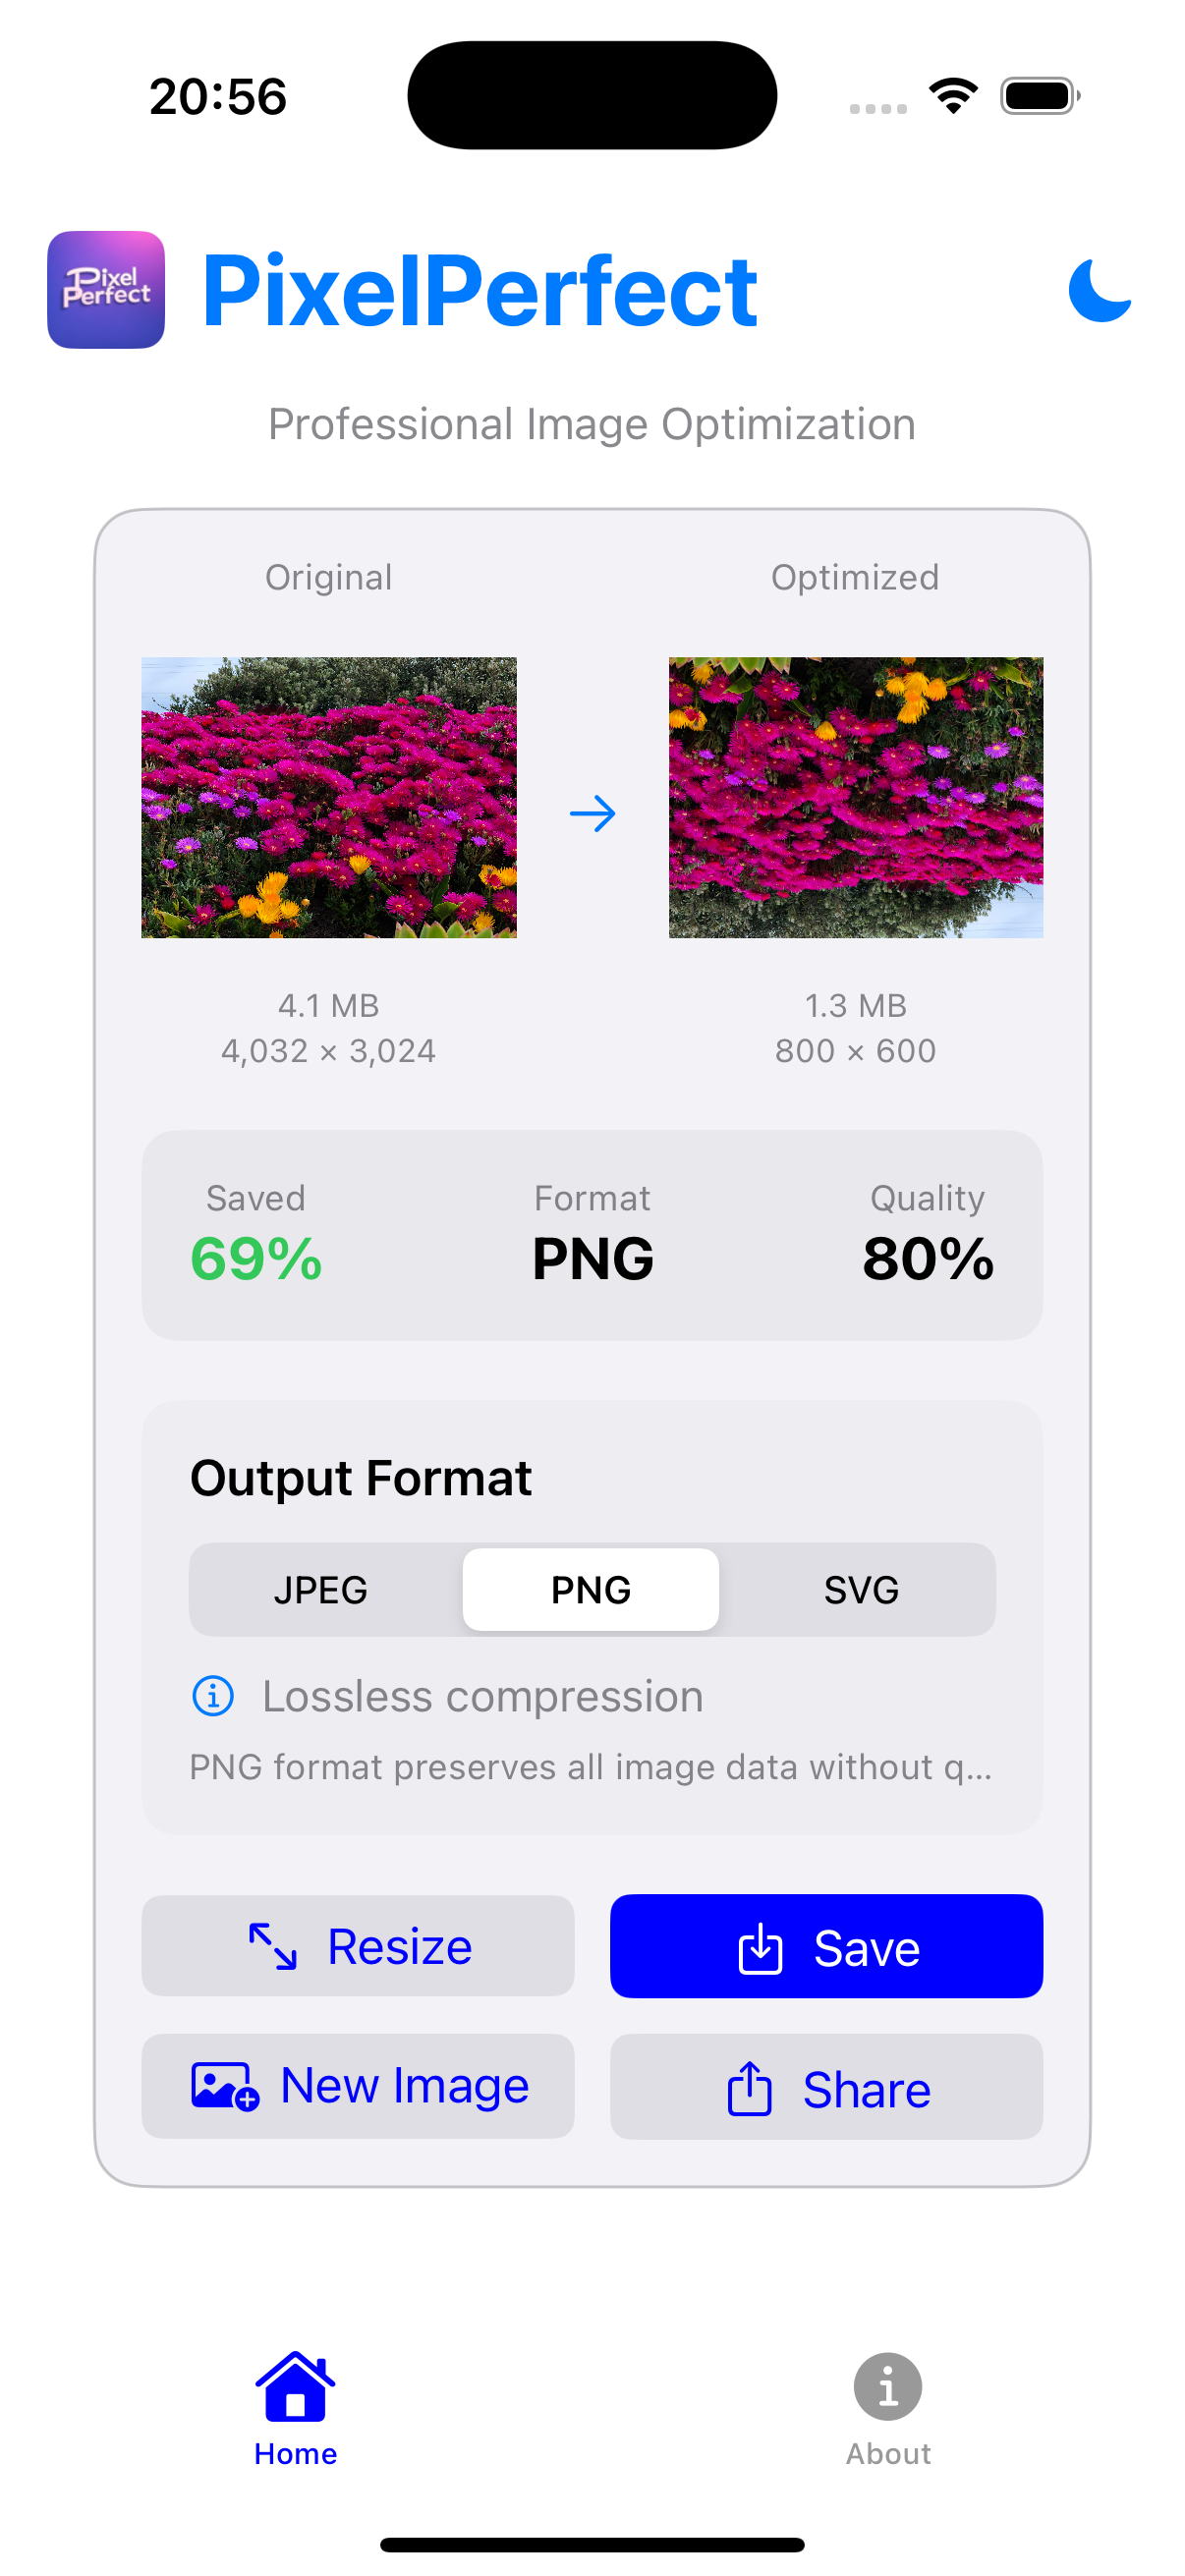 20:56
Pixel
Perfect
PixelPerfect
Professional Image Optimization
Original
Optimized
4.1 MB
4,032 × 3,024
1.3 MB
800 × 600
Saved
69%
Format
PNG
Quality
80%
Output Format
JPEG
PNG
SVG
Lossless compression
PNG format preserves all image data without q...
Resize
Save
New Image
Share
Home
About